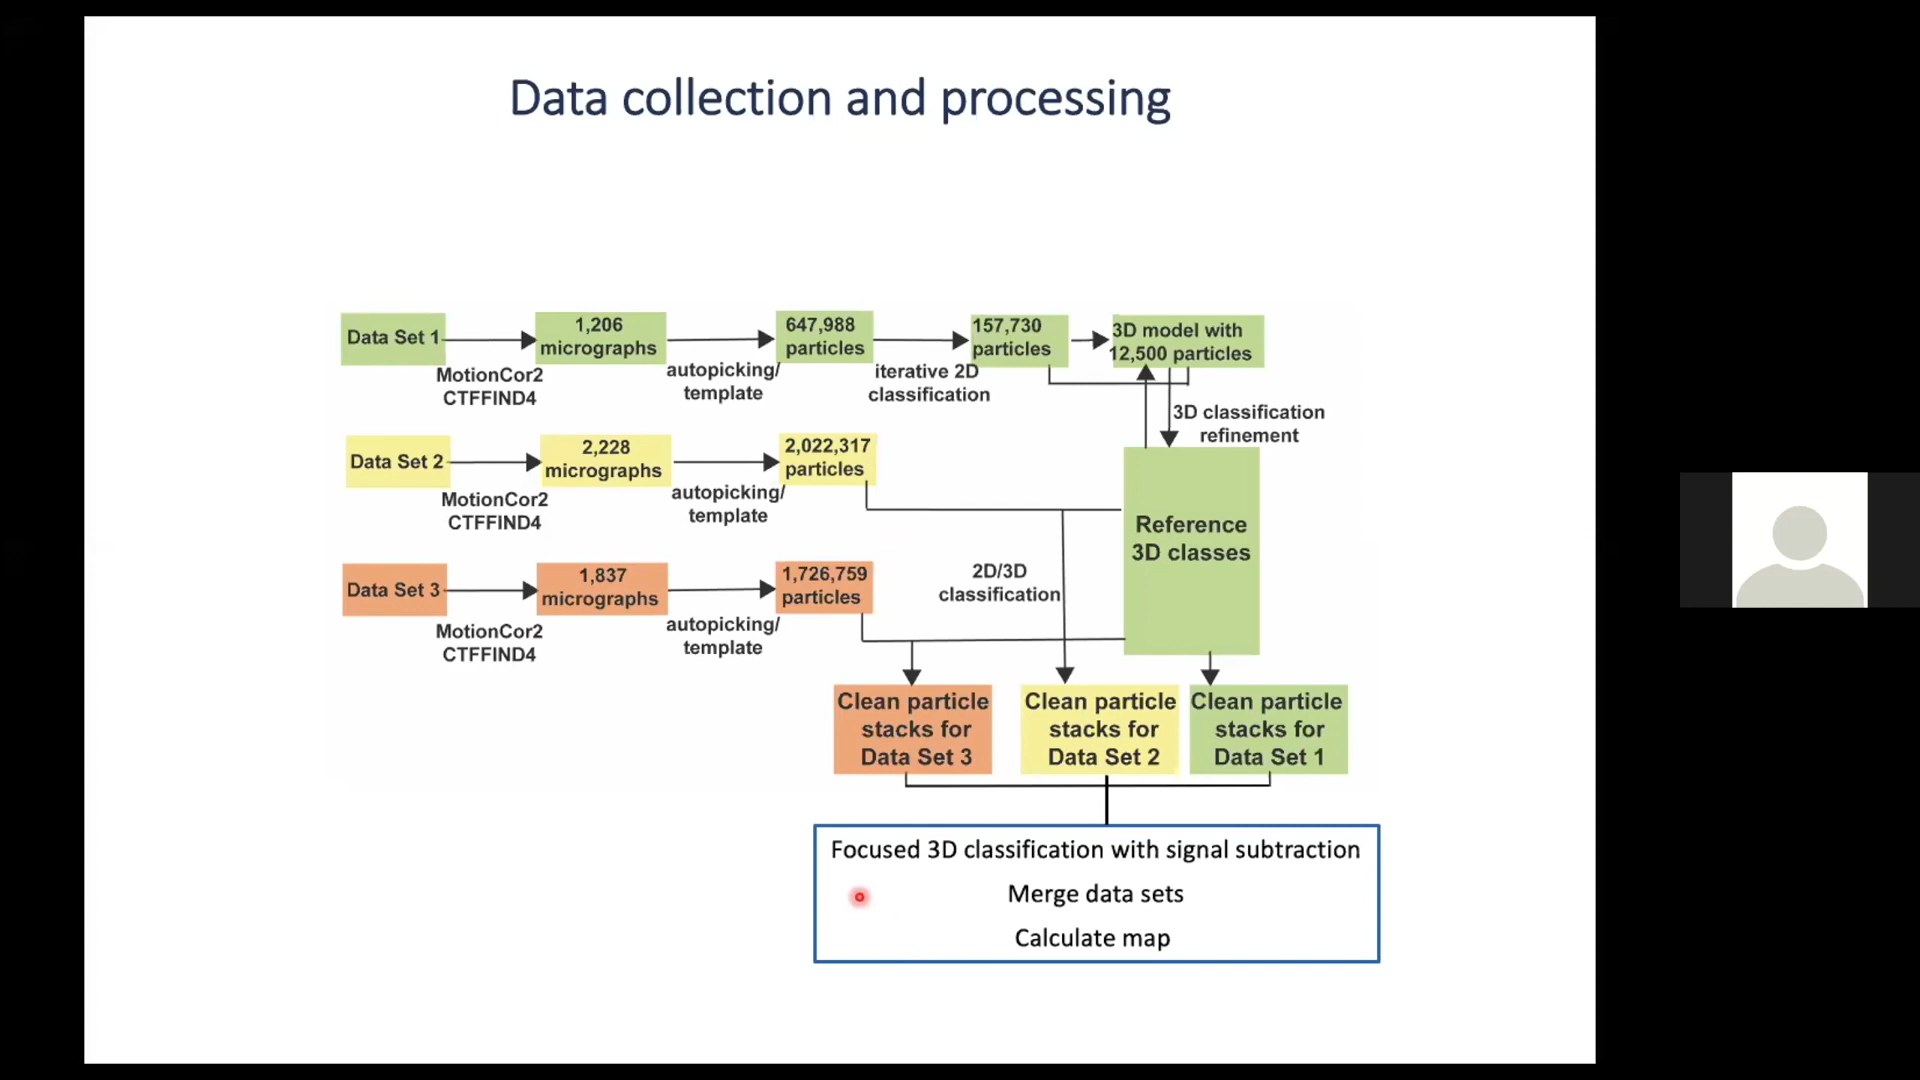 Data collection and processing
Data Set 1
1,206
micrographs
647,988
particles
157,730
particles
3D model with
12,500 particles
MotionCor2
CTFFIND4
autopicking/
template
iterative 2D
classification
3D classification
refinement
Data Set 2
2,228
micrographs
2,022,317
particles
MotionCor2
CTFFIND4
autopicking/
template
Reference
3D classes
Data Set 3
1,837
micrographs
1,726,759
particles
2D/3D
classification
MotionCor2
CTFFIND4
autopicking/
template
Clean particle
stacks for
Data Set 3
Clean particle
stacks for
Data Set 2
Clean particle
stacks for
Data Set 1
Focused 3D classification with signal subtraction
Merge data sets
Calculate map